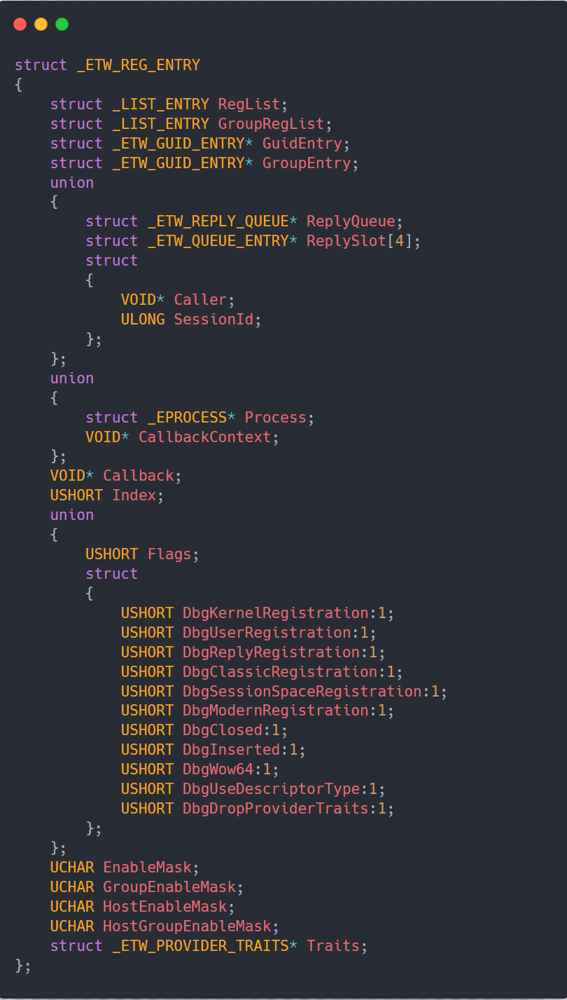 struct _ETW_REG_ENTRY
{
    struct _LIST_ENTRY RegList;
    struct _LIST_ENTRY GroupRegList;
    struct _ETW_GUID_ENTRY* GuidEntry;
    struct _ETW_GUID_ENTRY* GroupEntry;
    union
    {
        struct _ETW_REPLY_QUEUE* ReplyQueue;
        struct _ETW_QUEUE_ENTRY* ReplySlot[4];
        struct
        {
            VOID* Caller;
            ULONG SessionId;
        };
    };
    union
    {
        struct _EPROCESS* Process;
        VOID* CallbackContext;
    };
    VOID* Callback;
    USHORT Index;
    union
    {
        USHORT Flags;
        struct
        {
            USHORT DbgKernelRegistration:1;
            USHORT DbgUserRegistration:1;
            USHORT DbgReplyRegistration:1;
            USHORT DbgClassicRegistration:1;
            USHORT DbgSessionSpaceRegistration:1;
            USHORT DbgModernRegistration:1;
            USHORT DbgClosed:1;
            USHORT DbgInserted:1;
            USHORT DbgWow64:1;
            USHORT DbgUseDescriptorType:1;
            USHORT DbgDropProviderTraits:1;
        };
    };
    UCHAR EnableMask;
    UCHAR GroupEnableMask;
    UCHAR HostEnableMask;
    UCHAR HostGroupEnableMask;
    struct _ETW_PROVIDER_TRAITS* Traits;
};